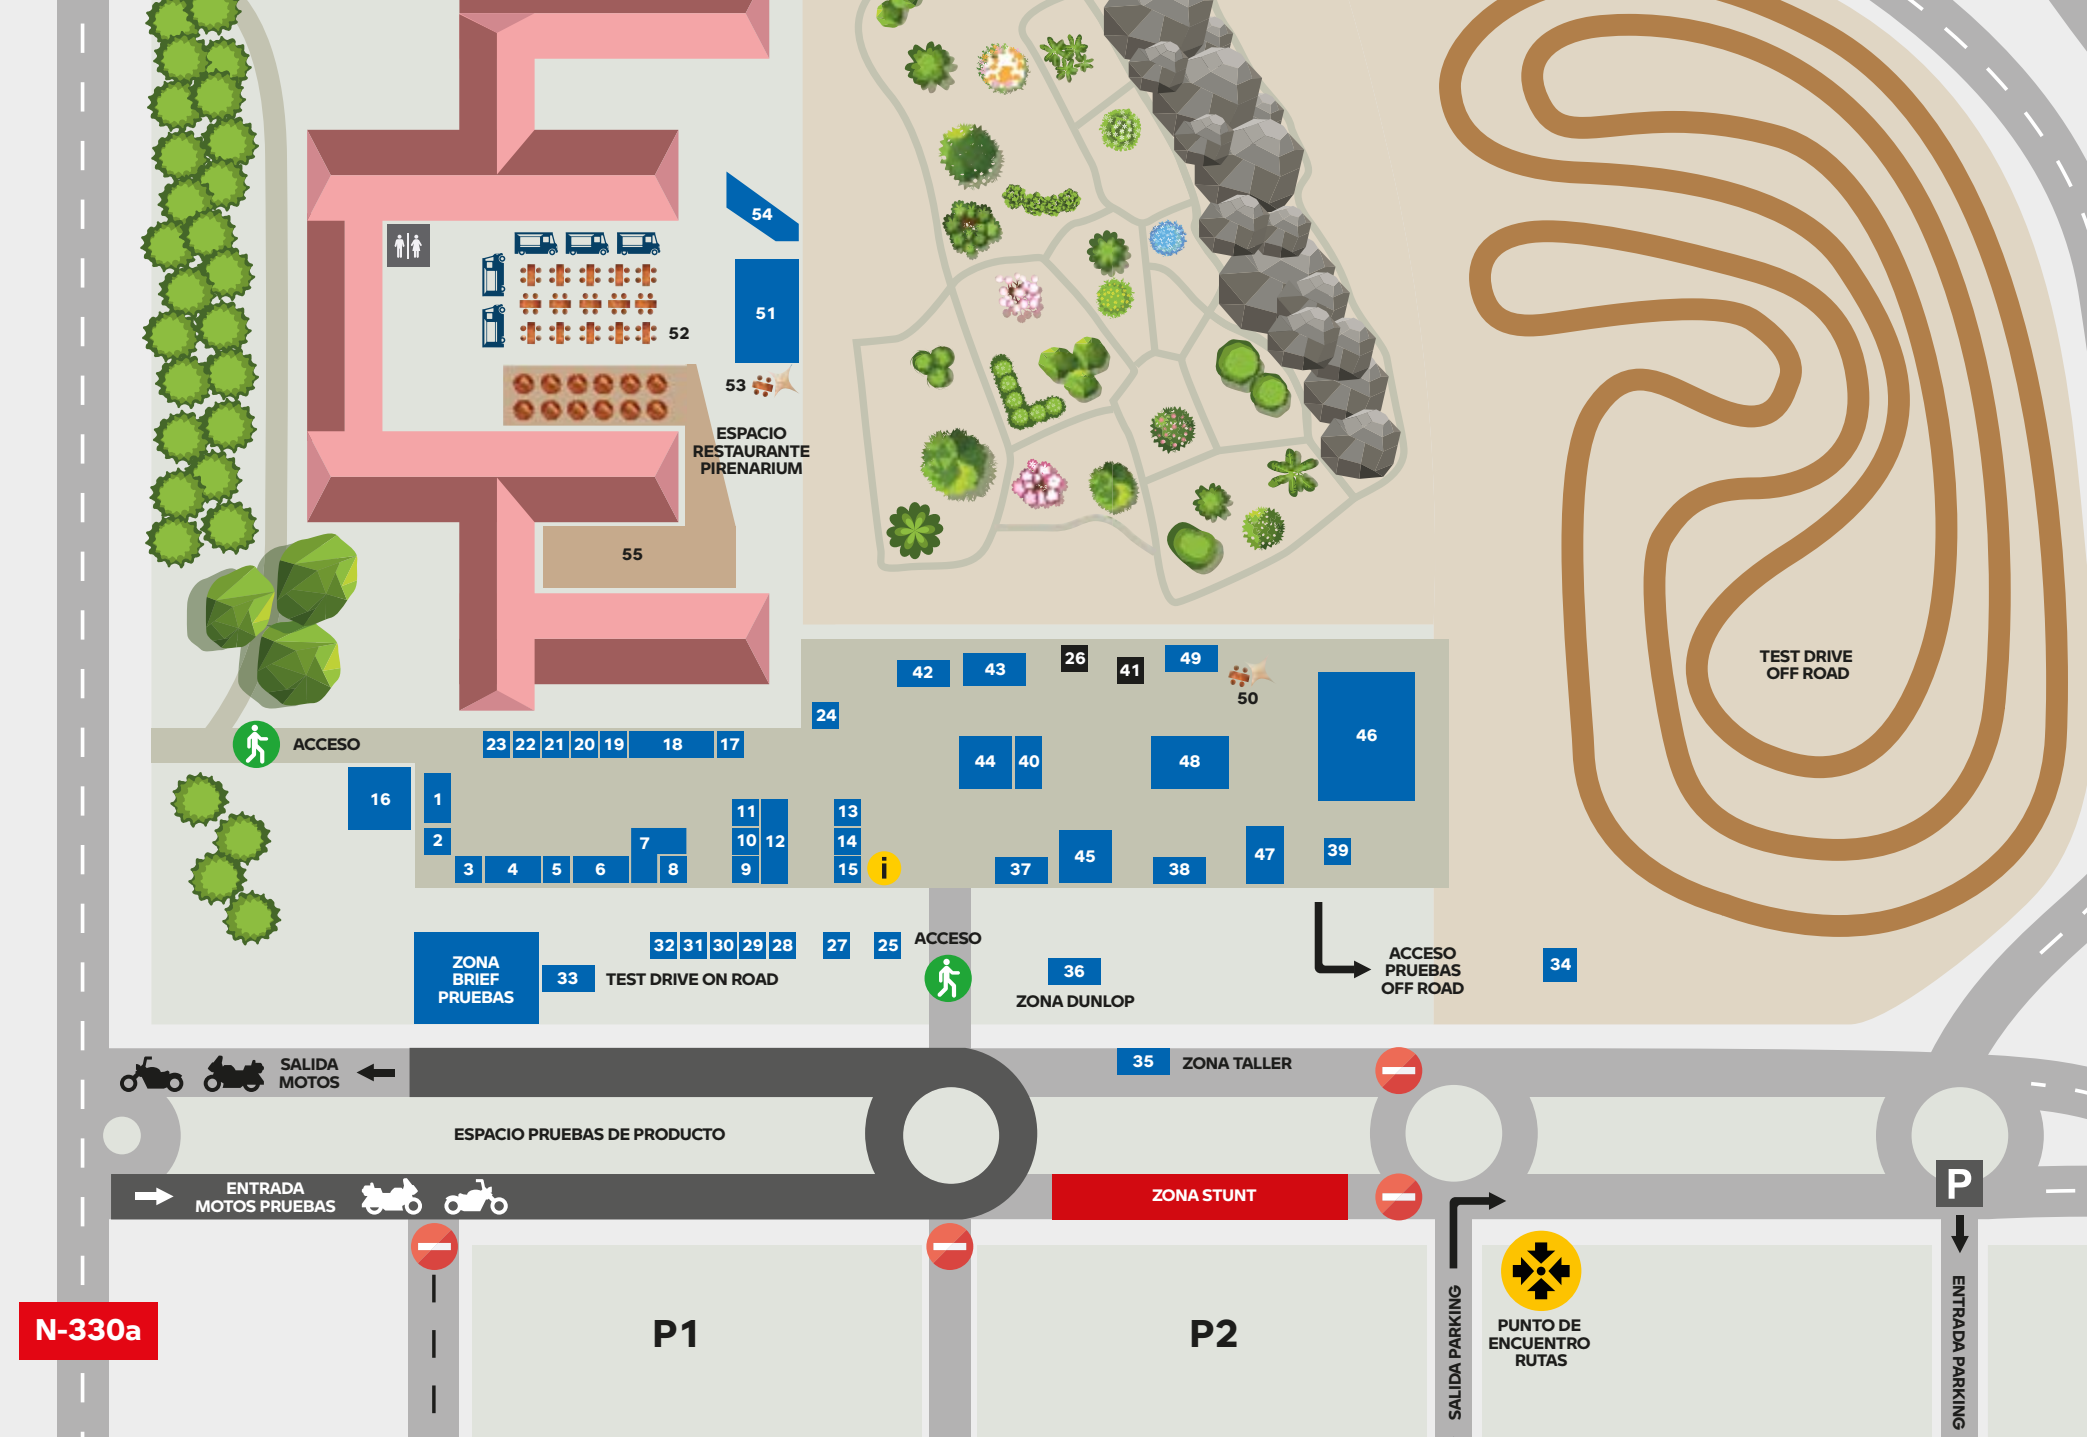 54
51
52
53
ESPACIO
RESTAURANTE
PIRENARIUM
55
TEST DRIVE
OFF ROAD
42
43
26
41
49
50
24
46
ACCESO
23 22 21 20 19 18 17
44 40
48
16
1
2
3 4 5 6
7
8
11
10
9
12
13
14
15
i
37
45
38
47
39
ZONA
BRIEF
PRUEBAS
33
TEST DRIVE ON ROAD
32 31 30 29 28
27
25
ACCESO
36
ZONA DUNLOP
ACCESO
PRUEBAS
OFF ROAD
34
SALIDA
MOTOS
35
ZONA TALLER
ESPACIO PRUEBAS DE PRODUCTO
ENTRADA
MOTOS PRUEBAS
ZONA STUNT
P
N-330a
P1
P2
SALIDA PARKING
PUNTO DE
ENCUENTRO
RUTAS
ENTRADA PARKING